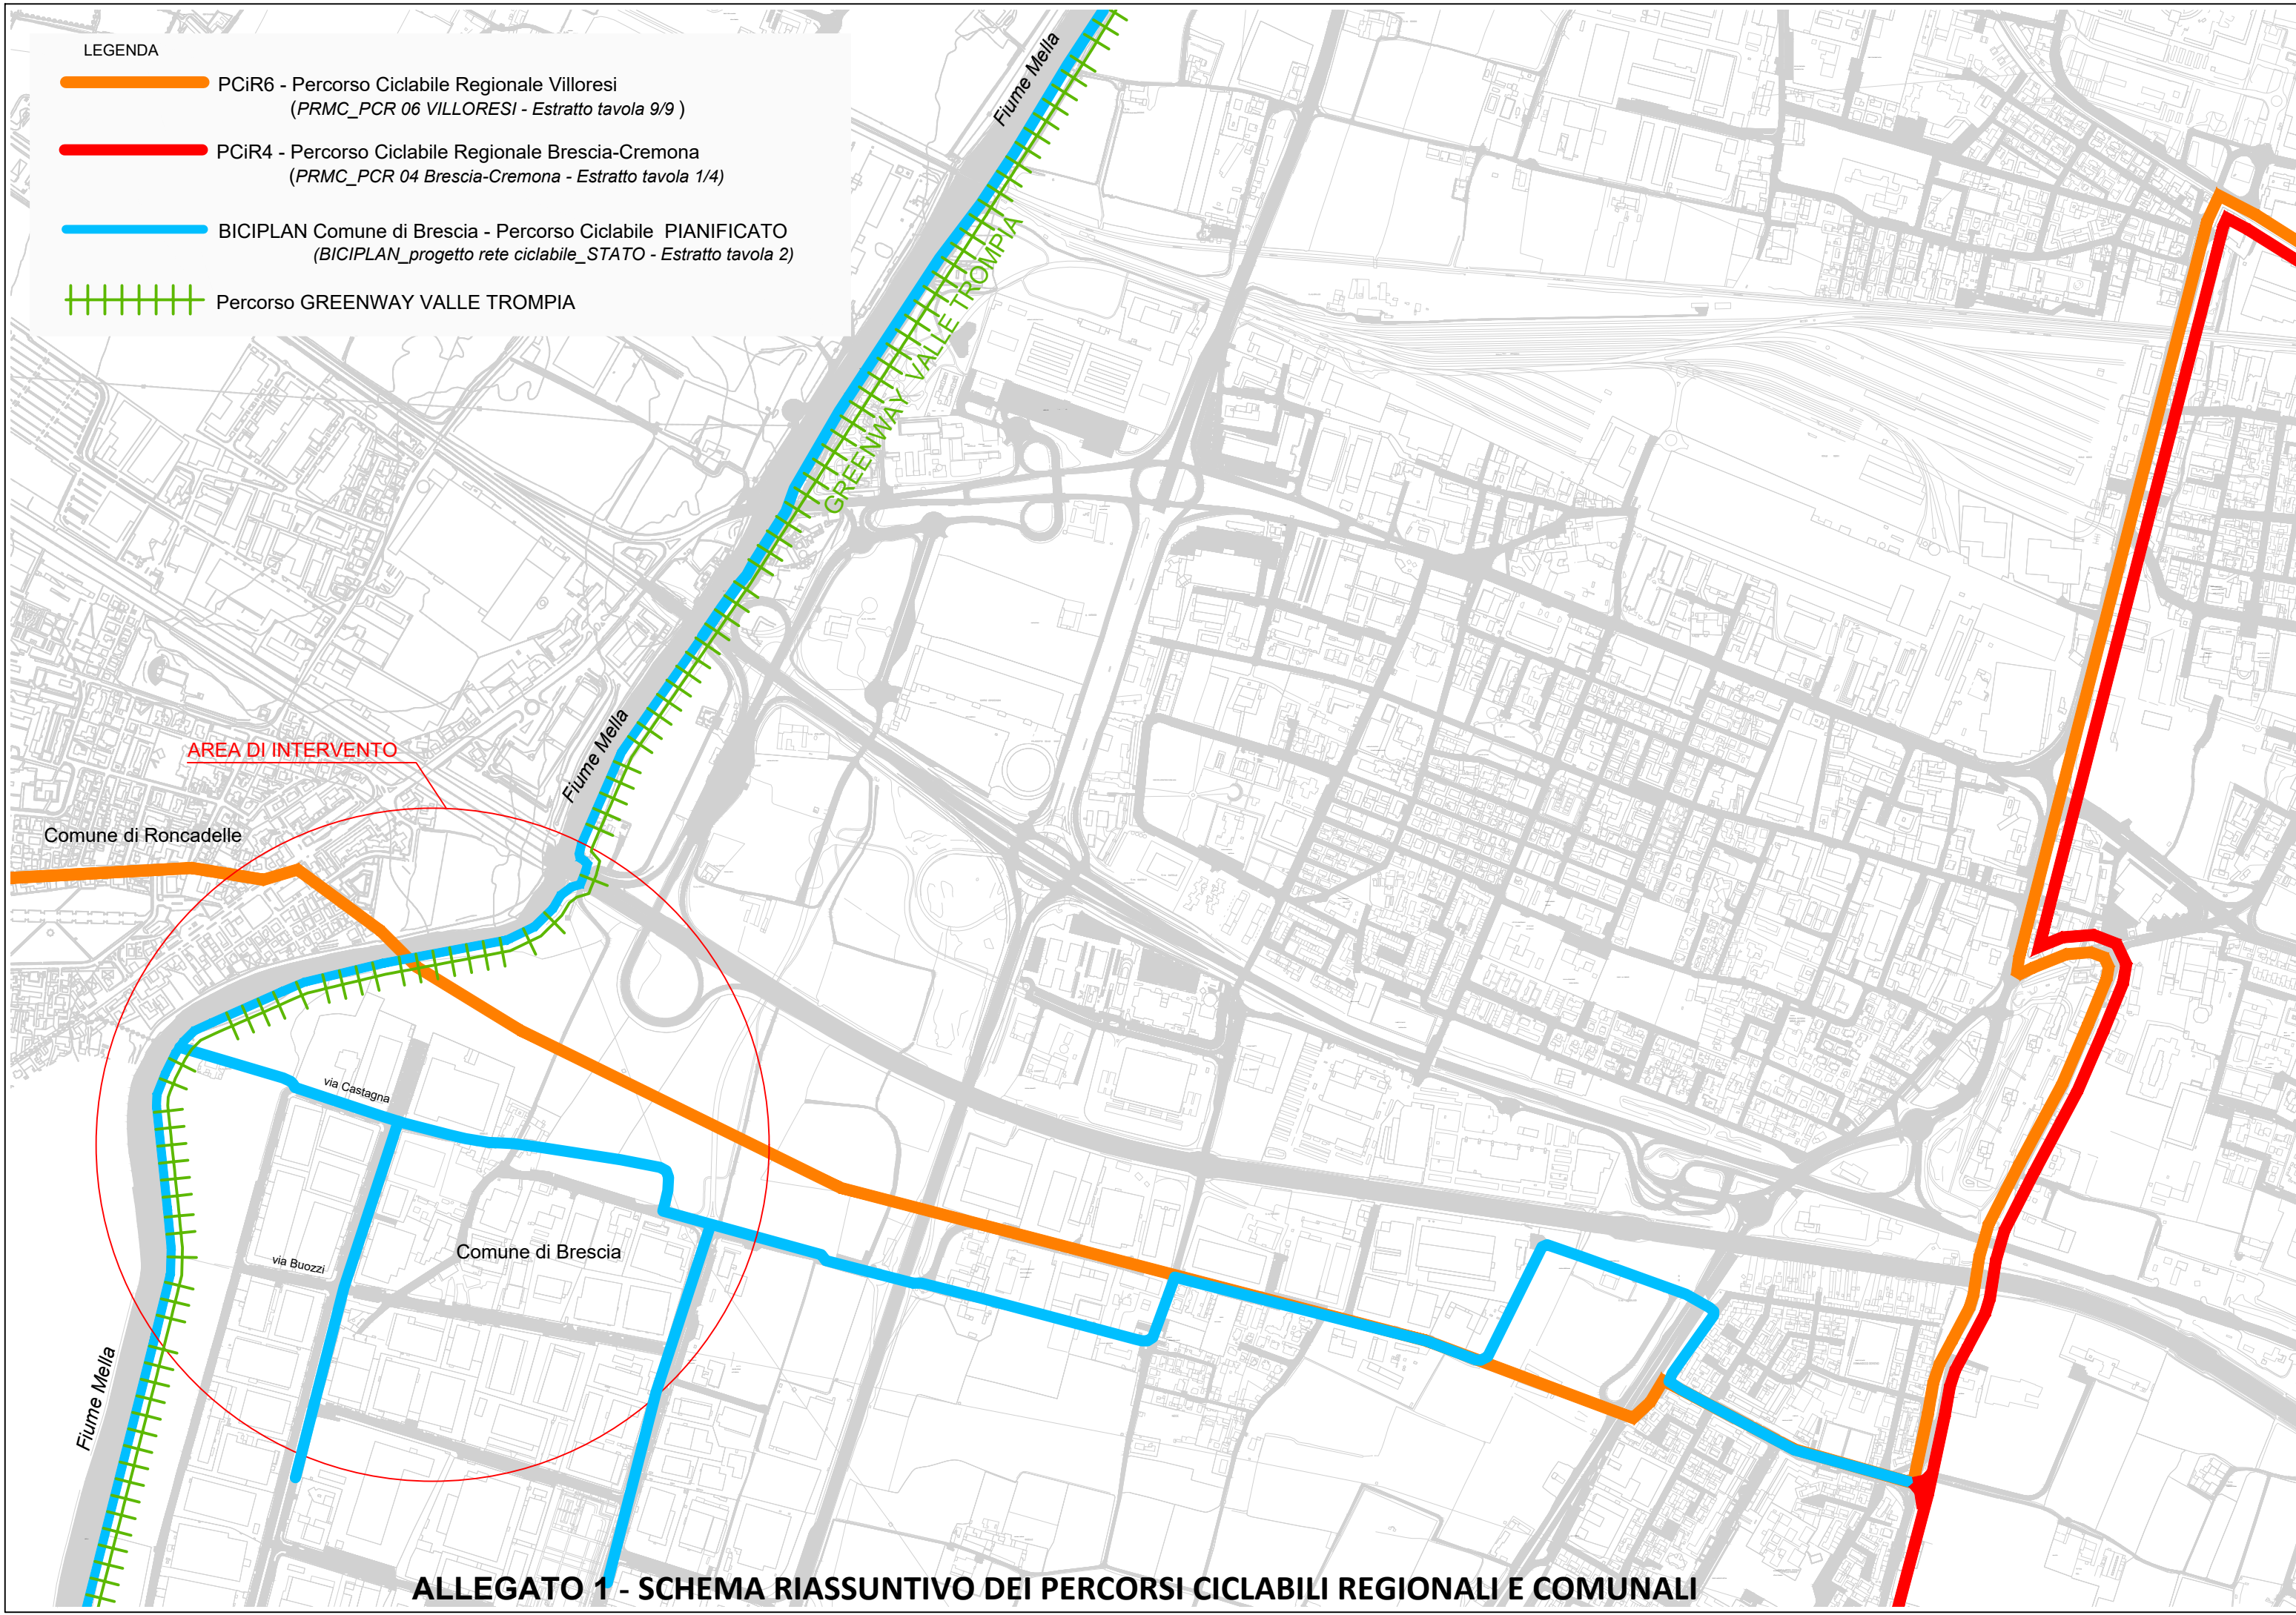 LEGENDA
PCiR6 - Percorso Ciclabile Regionale Villoresi
(PRMC_PCR 06 VILLORESI - Estratto tavola 9/9 )
PCiR4 - Percorso Ciclabile Regionale Brescia-Cremona
(PRMC_PCR 04 Brescia-Cremona - Estratto tavola 1/4)
BICIPLAN Comune di Brescia - Percorso Ciclabile PIANIFICATO
(BICIPLAN_progetto rete ciclabile_STATO - Estratto tavola 2)
Percorso GREENWAY VALLE TROMPIA
Fiume Mella
GREENWAY VALLE TROMPIA
Fiume Mella
AREA DI INTERVENTO
Comune di Roncadelle
via Castagna
Comune di Brescia
via Buozzi
Fiume Mella
ALLEGATO 1 - SCHEMA RIASSUNTIVO DEI PERCORSI CICLABILI REGIONALI E COMUNALI